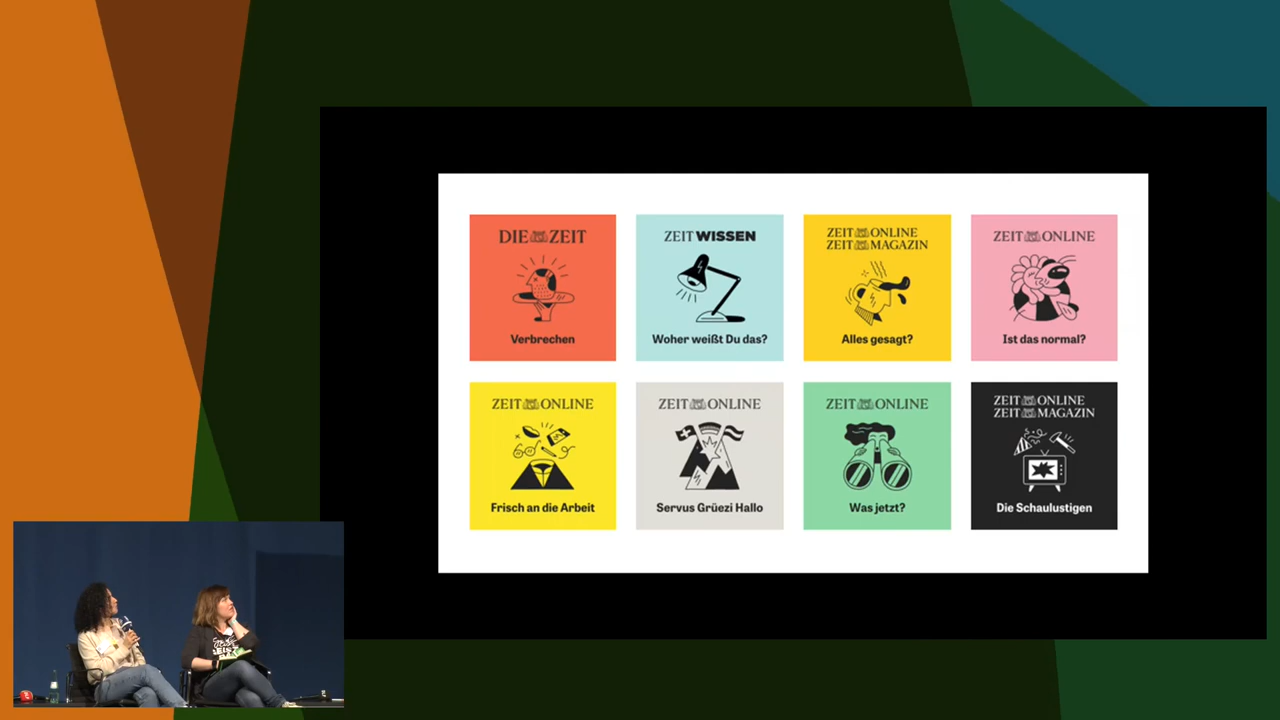 DIE ZEIT
Verbrechen
ZEIT WISSEN
Woher weißt Du das?
ZEIT ONLINE
ZEIT MAGAZIN
Alles gesagt?
ZEIT ONLINE
Ist das normal?
ZEIT ONLINE
Frisch an die Arbeit
ZEIT ONLINE
Servus Grüezi Hallo
ZEIT ONLINE
Was jetzt?
ZEIT ONLINE
ZEIT MAGAZIN
Die Schaulustigen